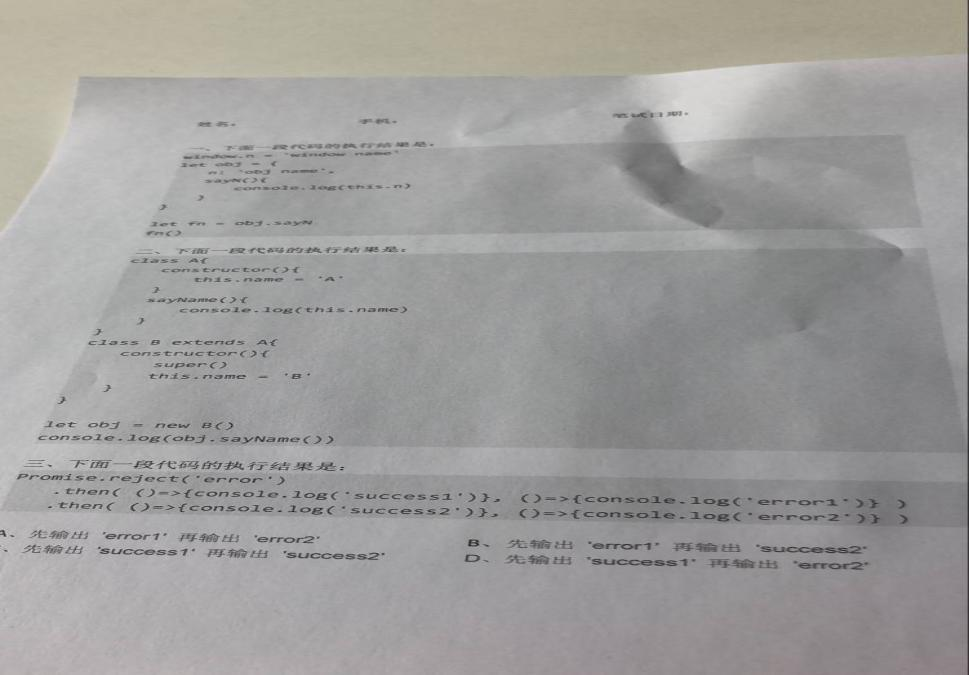 姓名: 手机: 笔试日期:
一、下面一段代码的执行结果是:
window.n = 'window name'
let obj = {
n: 'obj name',
sayN(){
console.log(this.n)
}
}
let fn = obj.sayN
fn()
二、下面一段代码的执行结果是:
class A{
constructor(){
this.name = 'A'
}
sayName(){
console.log(this.name)
}
}
class B extends A{
constructor(){
super()
this.name = 'B'
}
}
let obj = new B()
console.log(obj.sayName())
三、下面一段代码的执行结果是:
Promise.reject('error')
.then( ()=>{console.log('success1')}, ()=>{console.log('error1')} )
.then( ()=>{console.log('success2')}, ()=>{console.log('error2')} )
A、先输出 'error1' 再输出 'error2' B、先输出 'error1' 再输出 'success2'
、先输出 'success1' 再输出 'success2' D、先输出 'success1' 再输出 'error2'